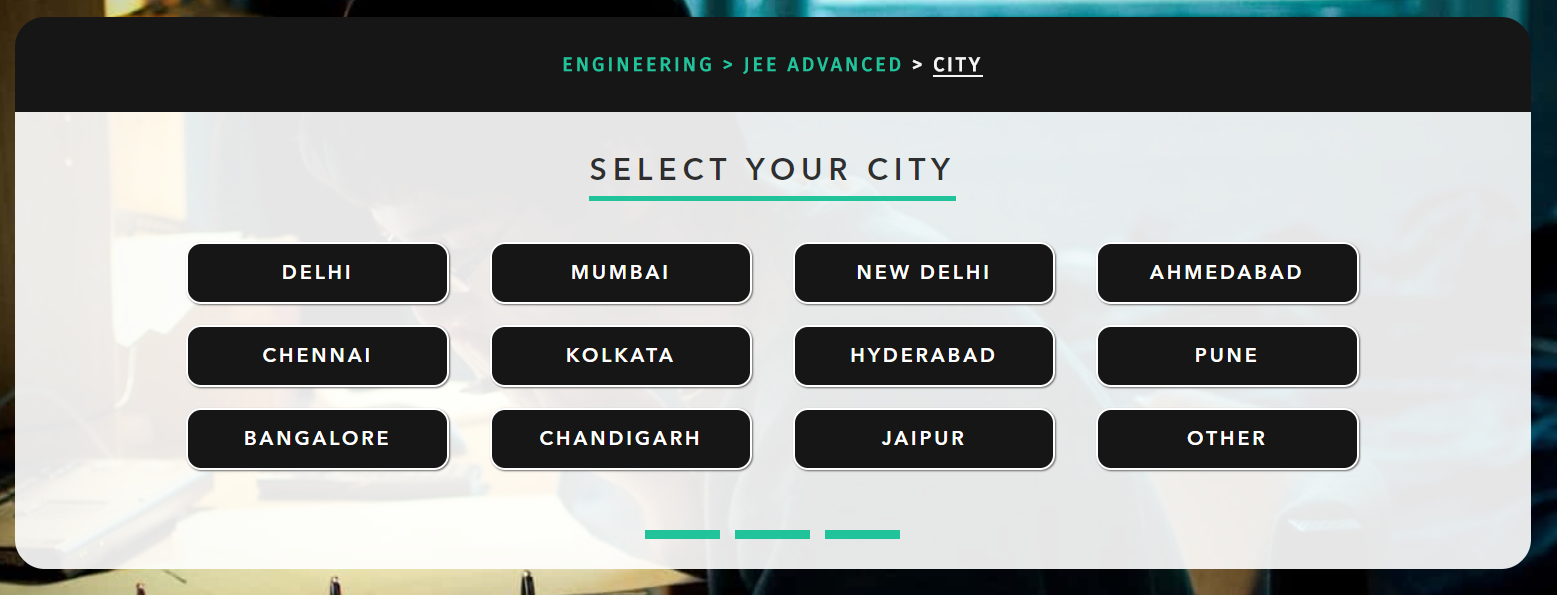 ENGINEERING > JEE ADVANCED > CITY
SELECT YOUR CITY
DELHI
MUMBAI
NEW DELHI
AHMEDABAD
CHENNAI
KOLKATA
HYDERABAD
PUNE
BANGALORE
CHANDIGARH
JAIPUR
OTHER